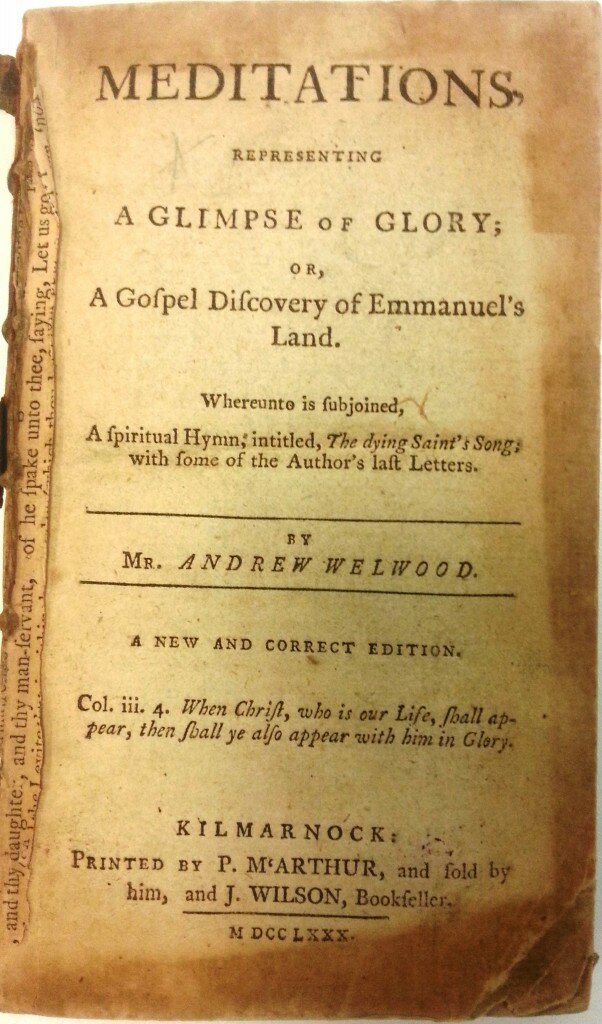 MEDITATIONS,
REPRESENTING
A GLIMPSE OF GLORY;
OR,
A Goſpel Diſcovery of Emmanuel's
Land.
Whereunto is ſubjoined,
A ſpiritual Hymn, intitled, The dying Saint's Song;
with ſome of the Author's laſt Letters.
BY
MR. ANDREW WELWOOD.
A NEW AND CORRECT EDITION.
Col. iii. 4. When Chriſt, who is our Life, ſhall ap-
pear, then ſhall ye alſo appear with him in Glory.
KILMARNOCK:
PRINTED BY P. M‘ARTHUR, and ſold by
him, and J. WILSON, Bookſeller.
M DCC LXXX.
, and thy daughter, and thy man-ſervant,
of he ſpake unto thee, ſaying, Let us go